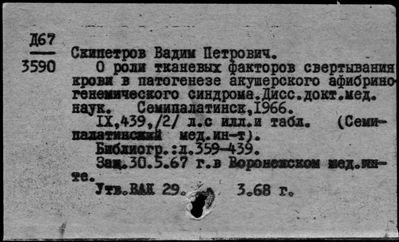 Д67
3590
Скипетров Вадим Петрович.
О роли тканевых факторов свертывания
крови в патогенезе акушерского афибрино-
генемического синдрома.Дисс.докт.мед.
наук. Семипалатинск,1966.
IX,439,/2/ л.с илл.и табл. (Семи-
палатинский мед.ин-т).
Библиогр.:л.359-439.
Защ.30.5.67 г.в Воронежском мед.ин-
те.
Утв.ВАК 29. 3.68 г.